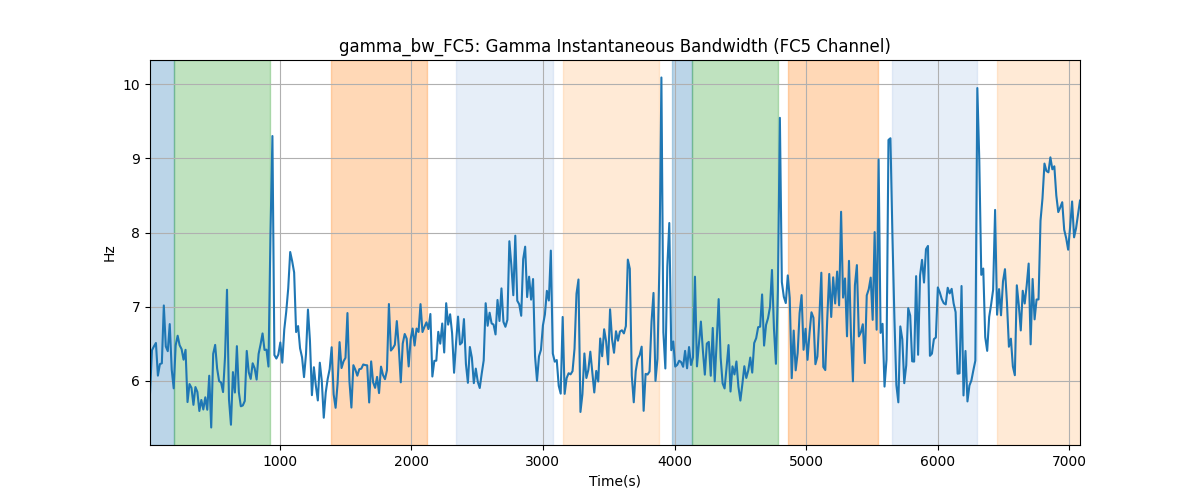 gamma_bw_FC5: Gamma Instantaneous Bandwidth (FC5 Channel)
10
9
8
7
6
Hz
1000 2000 3000 4000 5000 6000 7000
Time(s)